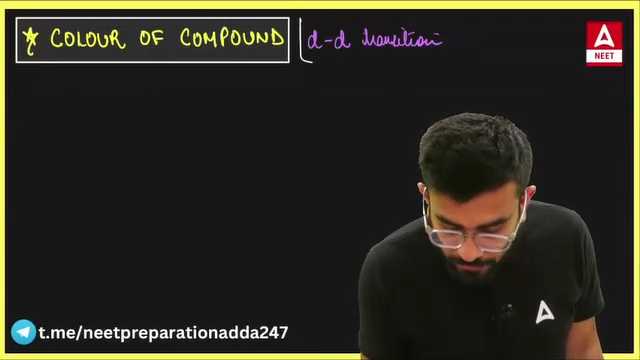 ★ COLOUR OF COMPOUND
d-d transition
A
NEET
t.me/neetpreparationadda247